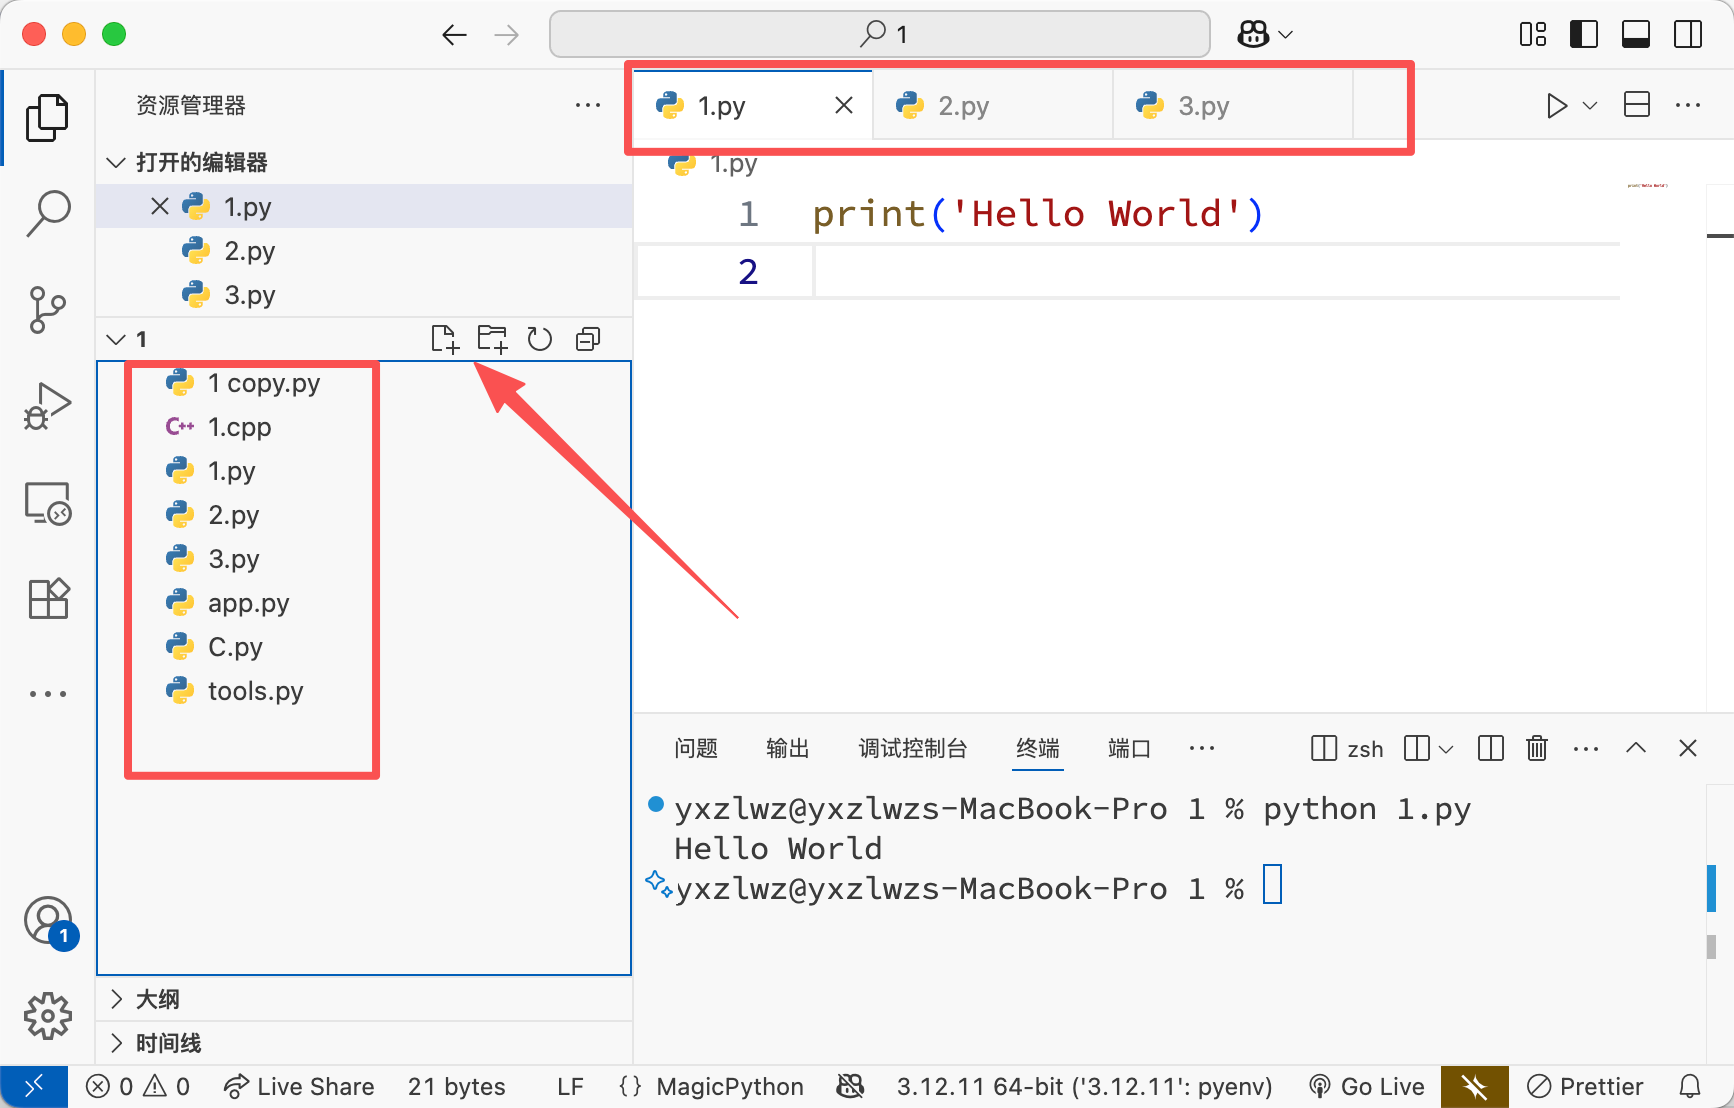 1
资源管理器
打开的编辑器
1.py
2.py
3.py
1
1 copy.py
C++ 1.cpp
1.py
2.py
3.py
app.py
C.py
tools.py
大纲
时间线
1
1.py
2.py
3.py
1.py
1 print('Hello World')
2
print('Hello World')
问题 输出 调试控制台 终端 端口 zsh
yxzlwz@yxzlwzs-MacBook-Pro 1 % python 1.py
Hello World
yxzlwz@yxzlwzs-MacBook-Pro 1 %
0 0 Live Share 21 bytes LF {} MagicPython 3.12.11 64-bit ('3.12.11': pyenv) Go Live Prettier